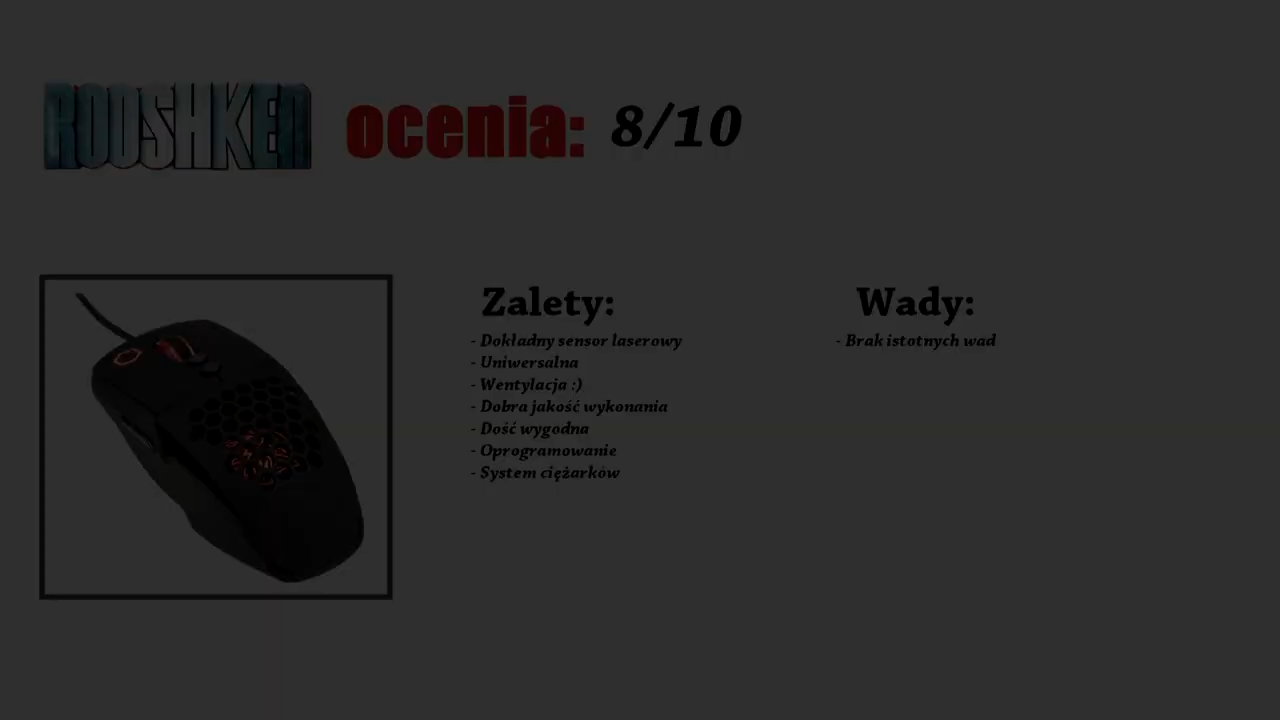 ROOSHKEN ocenia: 8/10
Zalety:
- Dokładny sensor laserowy
- Uniwersalna
- Wentylacja :)
- Dobra jakość wykonania
- Dość wygodna
- Oprogramowanie
- System ciężarków
Wady:
- Brak istotnych wad